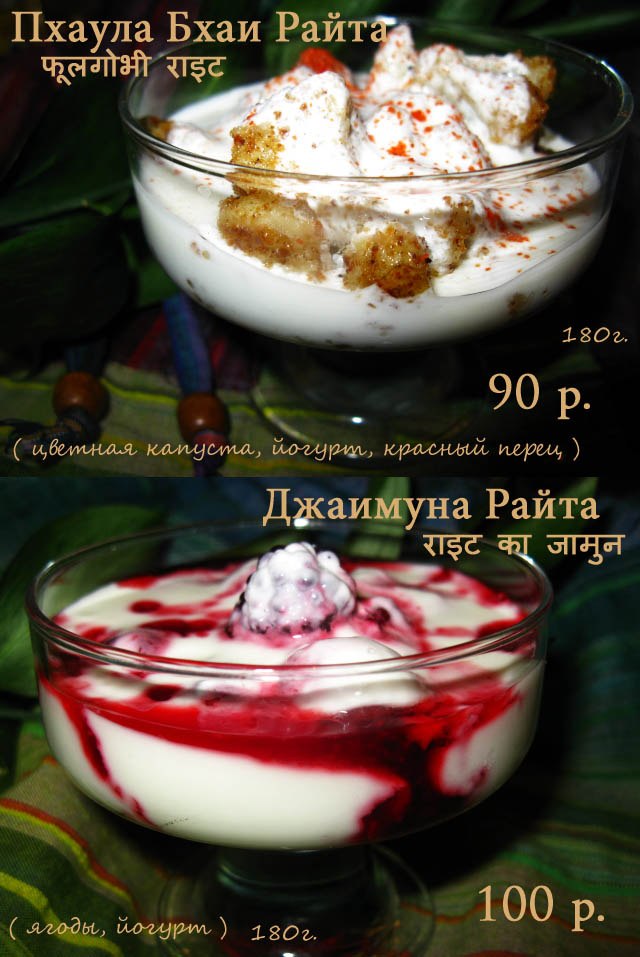 Пхаула Бхаи Райта
फूलगोभी राइट
180г.
90 р.
( цветная капуста, йогурт, красный перец )
Джаимуна Райта
राइट का जामुन
100 р.
( ягоды, йогурт ) 180г.